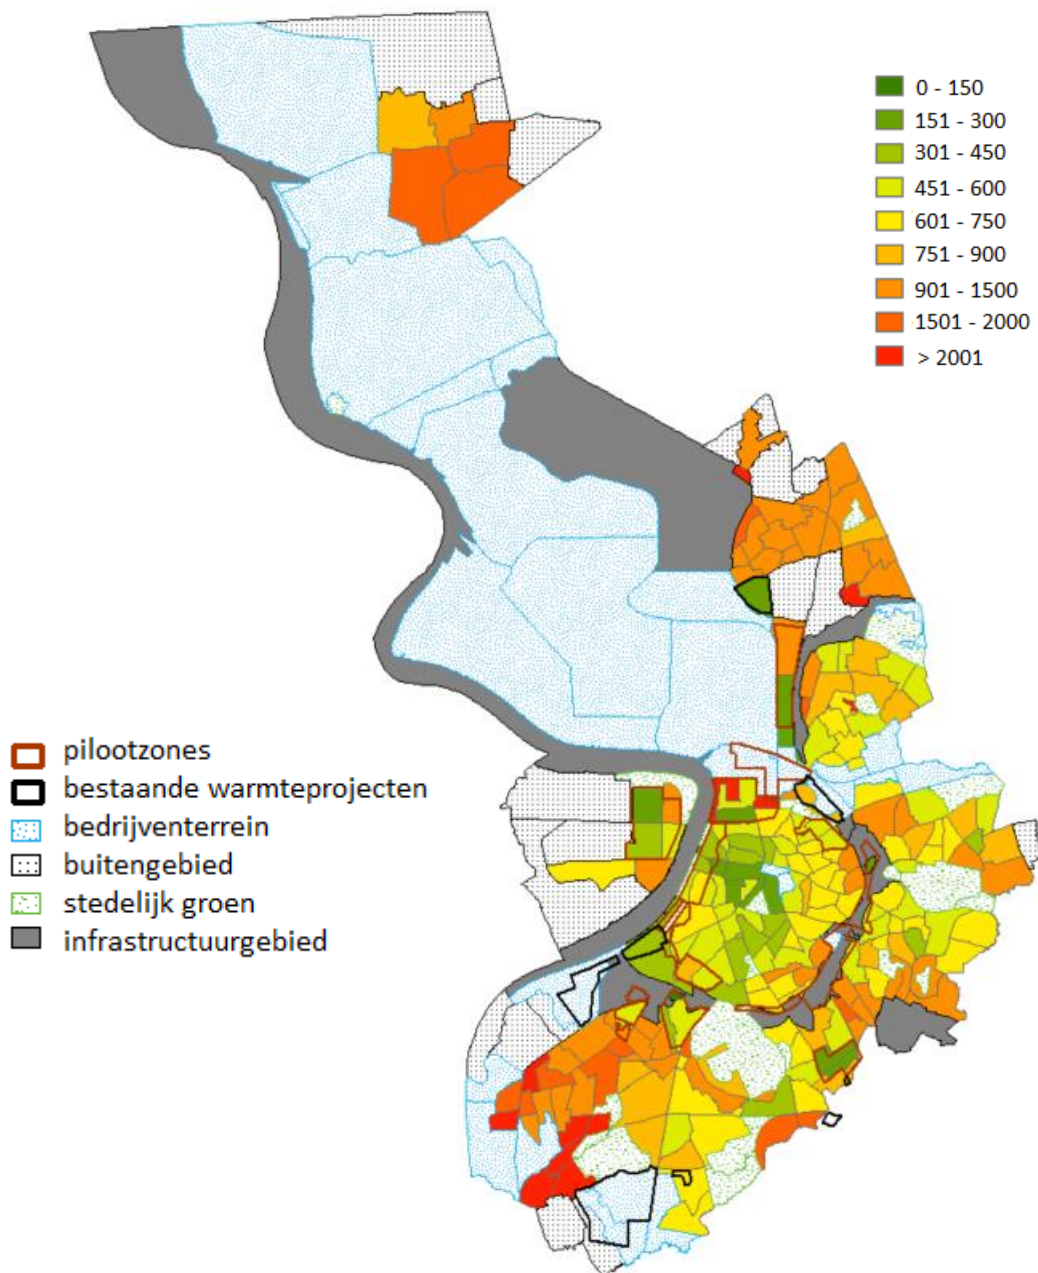 0 - 150
151 - 300
301 - 450
451 - 600
601 - 750
751 - 900
901 - 1500
1501 - 2000
> 2001
pilootzones
bestaande warmteprojecten
bedrijventerrein
buitengebied
stedelijk groen
infrastructuurgebied